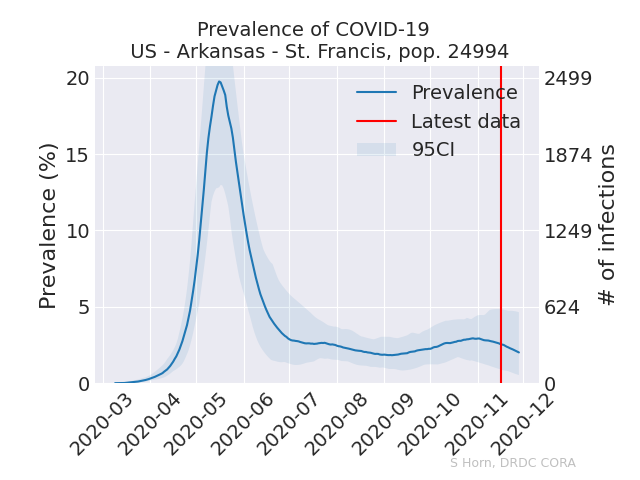 Prevalence of COVID-19
US - Arkansas - St. Francis, pop. 24994
Prevalence
Latest data
95CI
Prevalence (%)
20
15
10
5
0
2499
1874
1249
624
0
# of infections
2020-03
2020-04
2020-05
2020-06
2020-07
2020-08
2020-09
2020-10
2020-11
2020-12
S Horn, DRDC CORA